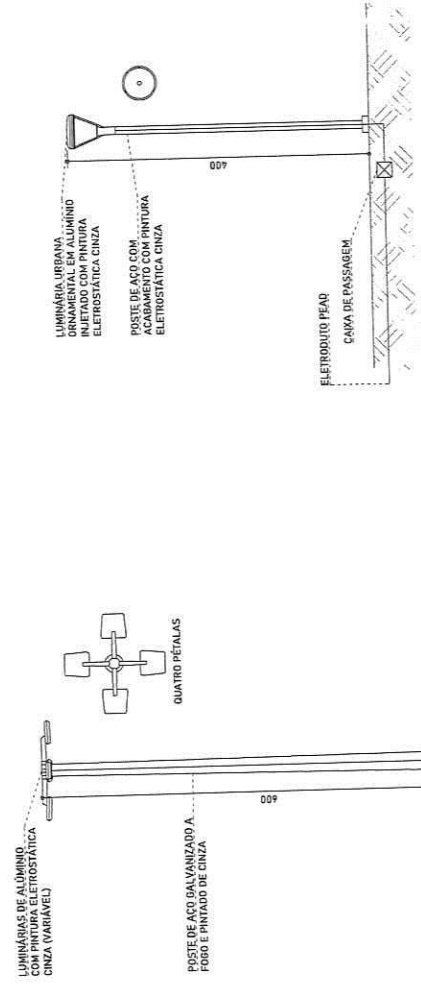 LUMINÁRIAS DE ALÚMINIO
COM PINTURA ELETROSTÁTICA
CINZA (VARIÁVEL)
QUATRO PÉTALAS
600
POSTE DE AÇO GALVANIZADO A
FOGO E PINTADO DE CINZA
LUMINÁRIA URBANA
ORNAMENTAL EM ALUMÍNIO
INJETADO COM PINTURA
ELETROSTÁTICA CINZA
POSTE DE AÇO COM
ACABAMENTO COM PINTURA
ELETROSTÁTICA CINZA
400
ELETRODUTO PEAD
CAIXA DE PASSAGEM